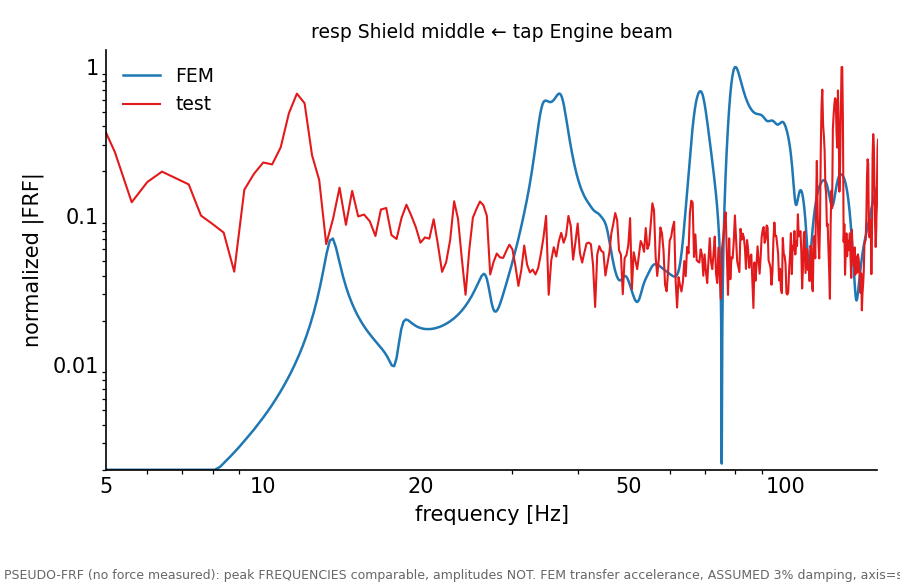 resp Shield middle ← tap Engine beam
FEM
test
1
0.1
0.01
normalized |FRF|
5 10 20 50 100
frequency [Hz]
PSEUDO-FRF (no force measured): peak FREQUENCIES comparable, amplitudes NOT. FEM transfer accelerance, ASSUMED 3% damping, axis=